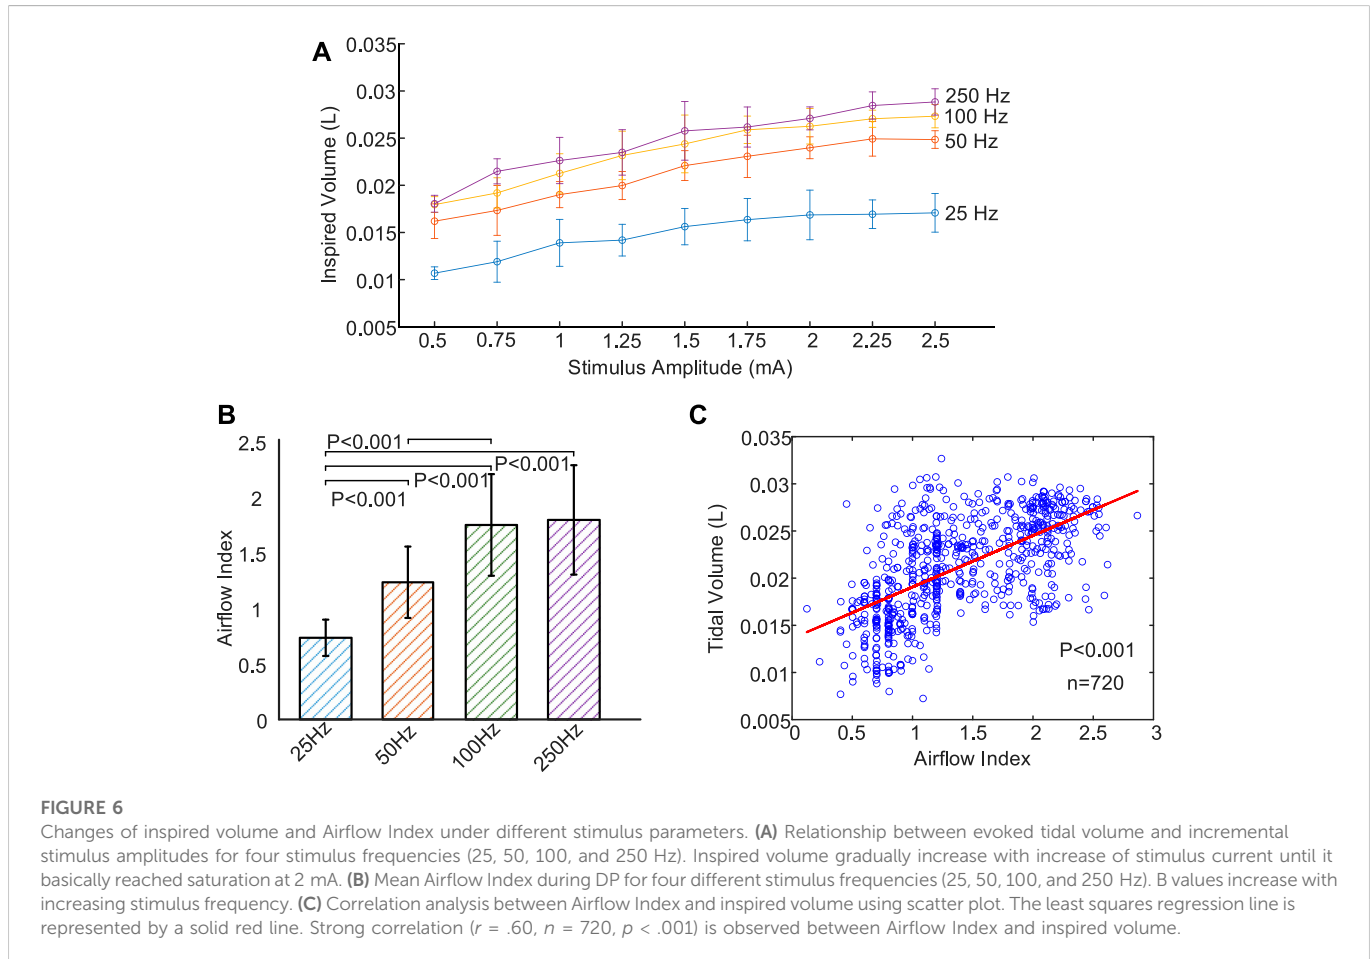 A
0.035
0.03
0.025
0.02
0.015
0.01
0.005
Inspired Volume (L)
250 Hz
100 Hz
50 Hz
25 Hz
0.5 0.75 1 1.25 1.5 1.75 2 2.25 2.5
Stimulus Amplitude (mA)
B
2.5
2
1.5
1
0.5
0
Airflow Index
P<0.001
P<0.001
P<0.001
P<0.001
25Hz 50Hz 100Hz 250Hz
C
0.035
0.03
0.025
0.02
0.015
0.01
0.005
Tidal Volume (L)
P<0.001
n=720
0 0.5 1 1.5 2 2.5 3
Airflow Index
FIGURE 6
Changes of inspired volume and Airflow Index under different stimulus parameters. (A) Relationship between evoked tidal volume and incremental
stimulus amplitudes for four stimulus frequencies (25, 50, 100, and 250 Hz). Inspired volume gradually increase with increase of stimulus current until it
basically reached saturation at 2 mA. (B) Mean Airflow Index during DP for four different stimulus frequencies (25, 50, 100, and 250 Hz). B values increase with
increasing stimulus frequency. (C) Correlation analysis between Airflow Index and inspired volume using scatter plot. The least squares regression line is
represented by a solid red line. Strong correlation (r = .60, n = 720, p < .001) is observed between Airflow Index and inspired volume.